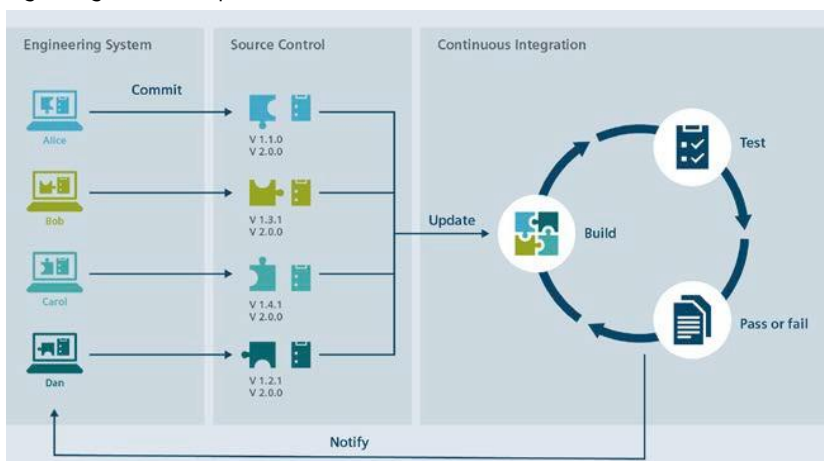 Engineering System
Source Control
Continuous Integration
Commit
Alice
V 1.1.0
V 2.0.0
Bob
V 1.3.1
V 2.0.0
Carol
V 1.4.1
V 2.0.0
Dan
V 1.2.1
V 2.0.0
Update
Build
Test
Pass or fail
Notify